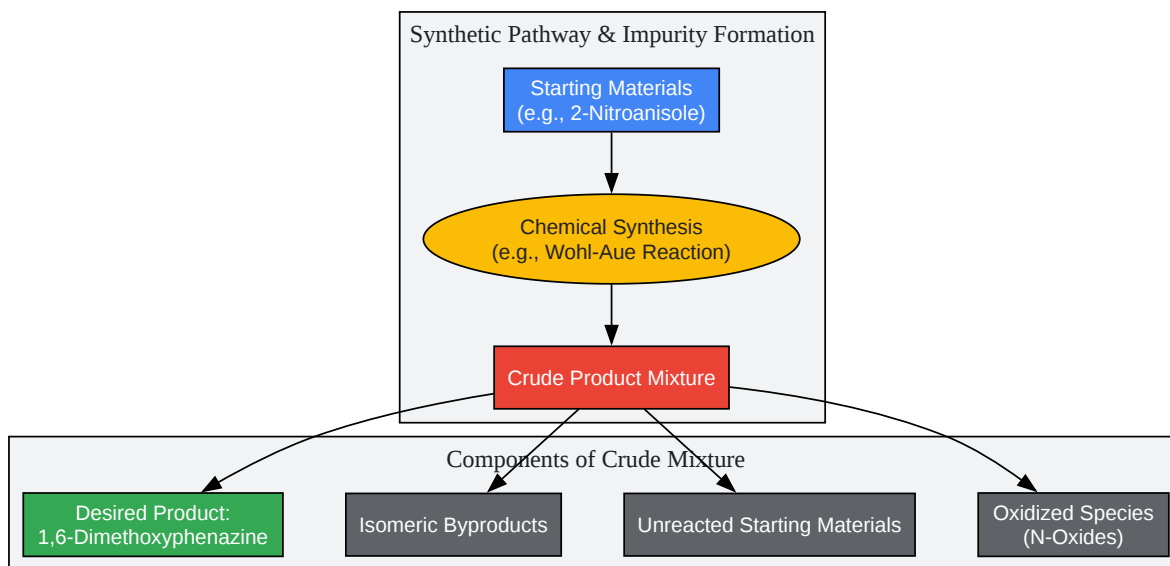 Synthetic Pathway & Impurity Formation
Starting Materials
(e.g., 2-Nitroanisole)
Chemical Synthesis
(e.g., Wohl-Aue Reaction)
Crude Product Mixture
Components of Crude Mixture
Desired Product:
1,6-Dimethoxyphenazine
Isomeric Byproducts
Unreacted Starting Materials
Oxidized Species
(N-Oxides)